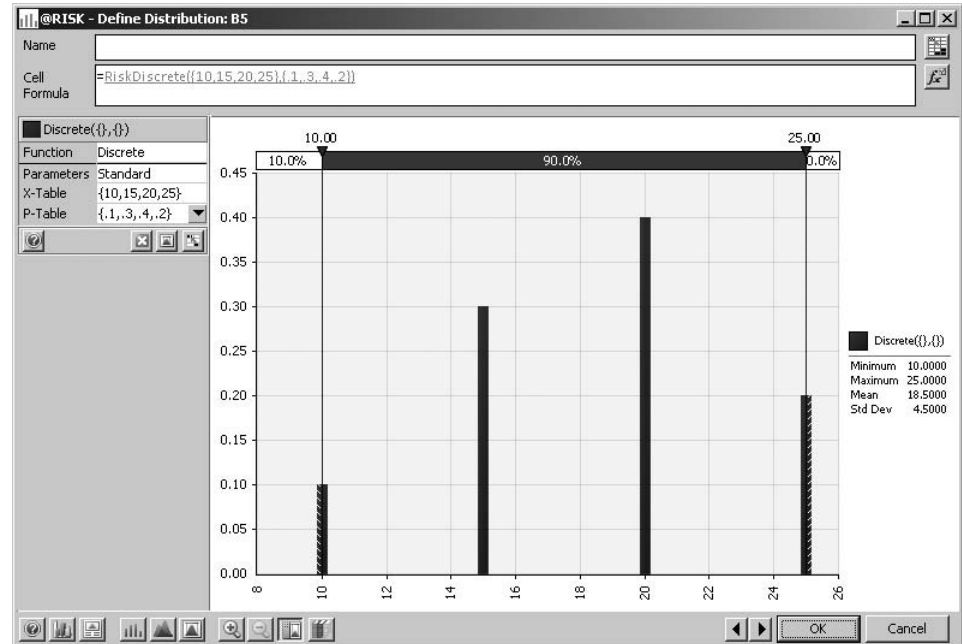 @RISK - Define Distribution: B5
Name
Cell Formula
=RiskDiscrete({10,15,20,25},{.1,.3,.4,.2})
Discrete({},{})
Function Discrete
Parameters Standard
X-Table {10,15,20,25}
P-Table {.1,.3,.4,.2}
10.00 25.00
10.0% 90.0% 0.0%
0.45
0.40
0.35
0.30
0.25
0.20
0.15
0.10
0.05
0.00
8 10 12 14 16 18 20 22 24 26
Discrete({},{})
Minimum 10.0000
Maximum 25.0000
Mean 18.5000
Std Dev 4.5000
OK Cancel